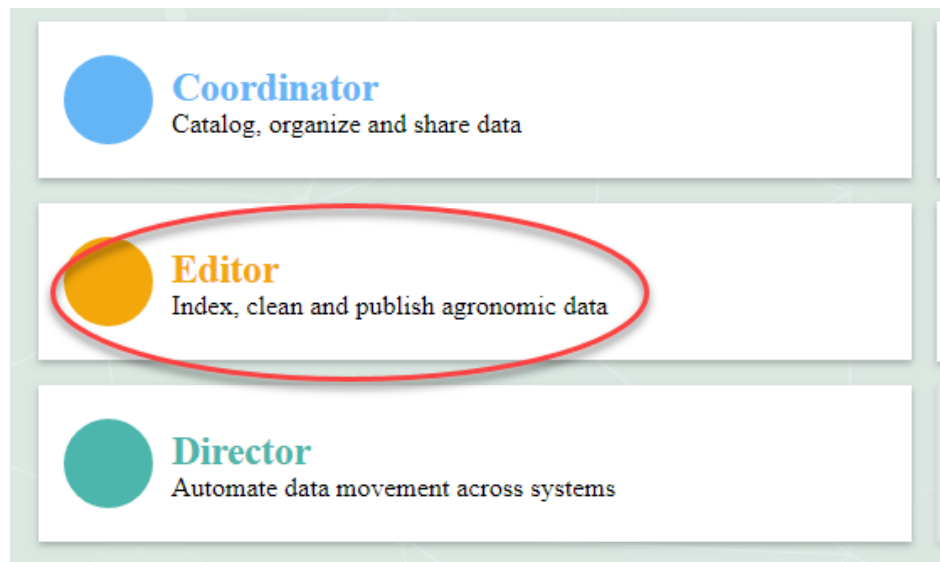 Coordinator
Catalog, organize and share data
Editor
Index, clean and publish agronomic data
Director
Automate data movement across systems